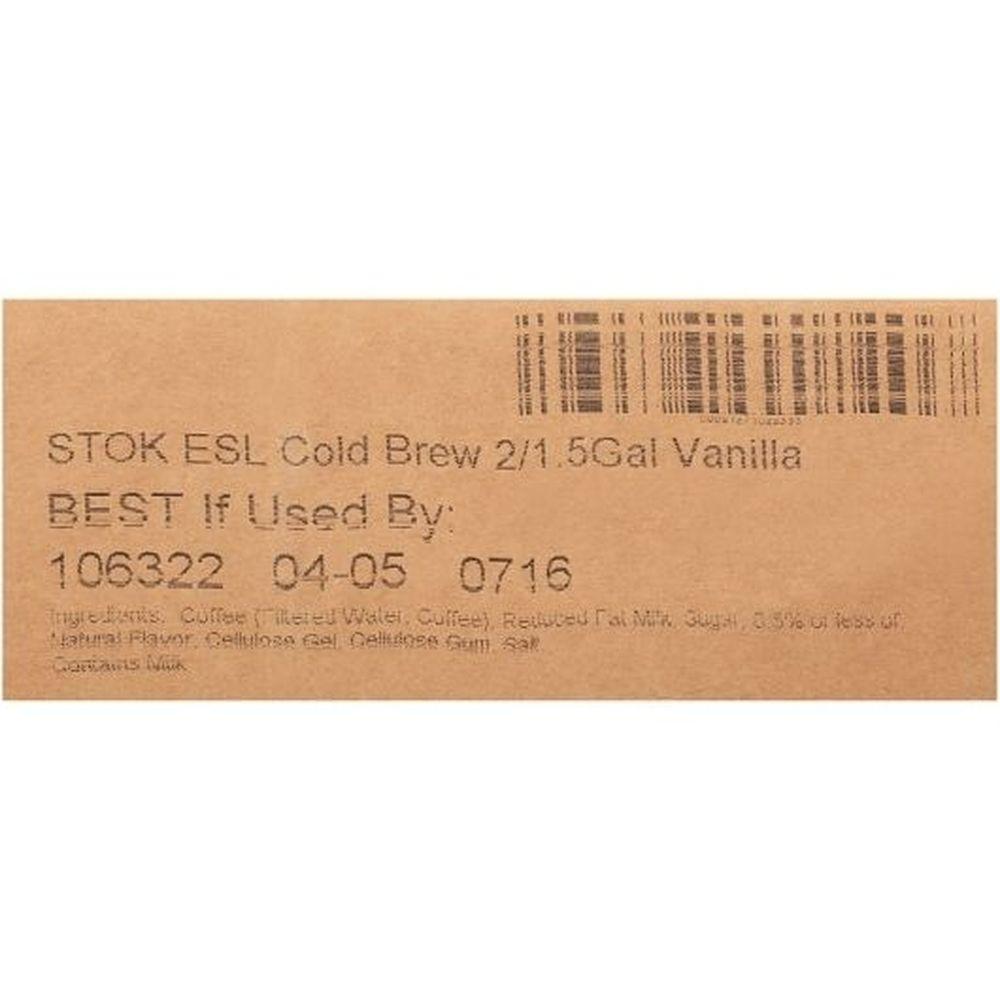 STOK ESL Cold Brew 2/1.5Gal Vanilla
BEST If Used By:
106322 04-05 0716
Ingredients: Coffee (Filtered Water, Coffee), Reduced Fat Milk, Sugar, 0.5% or less of:
Natural Flavor, Cellulose Gel, Cellulose Gum, Salt
Contains Milk